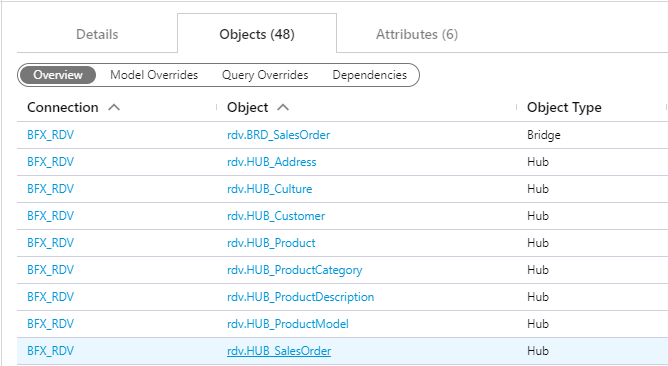 Details Objects (48) Attributes (6)
Overview Model Overrides Query Overrides Dependencies
Connection Object Object Type
BFX_RDV rdv.BRD_SalesOrder Bridge
BFX_RDV rdv.HUB_Address Hub
BFX_RDV rdv.HUB_Culture Hub
BFX_RDV rdv.HUB_Customer Hub
BFX_RDV rdv.HUB_Product Hub
BFX_RDV rdv.HUB_ProductCategory Hub
BFX_RDV rdv.HUB_ProductDescription Hub
BFX_RDV rdv.HUB_ProductModel Hub
BFX_RDV rdv.HUB_SalesOrder Hub